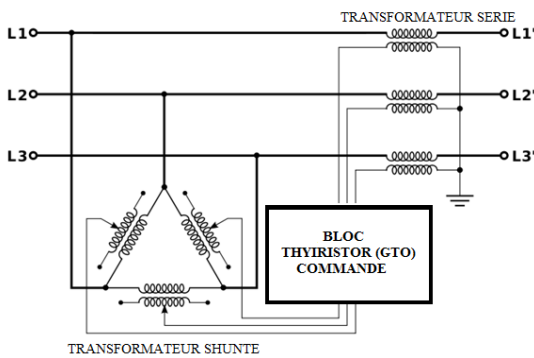 TRANSFORMATEUR SERIE
L1 L1'
L2 L2'
L3 L3'
BLOC
THYIRISTOR (GTO)
COMMANDE
TRANSFORMATEUR SHUNTE